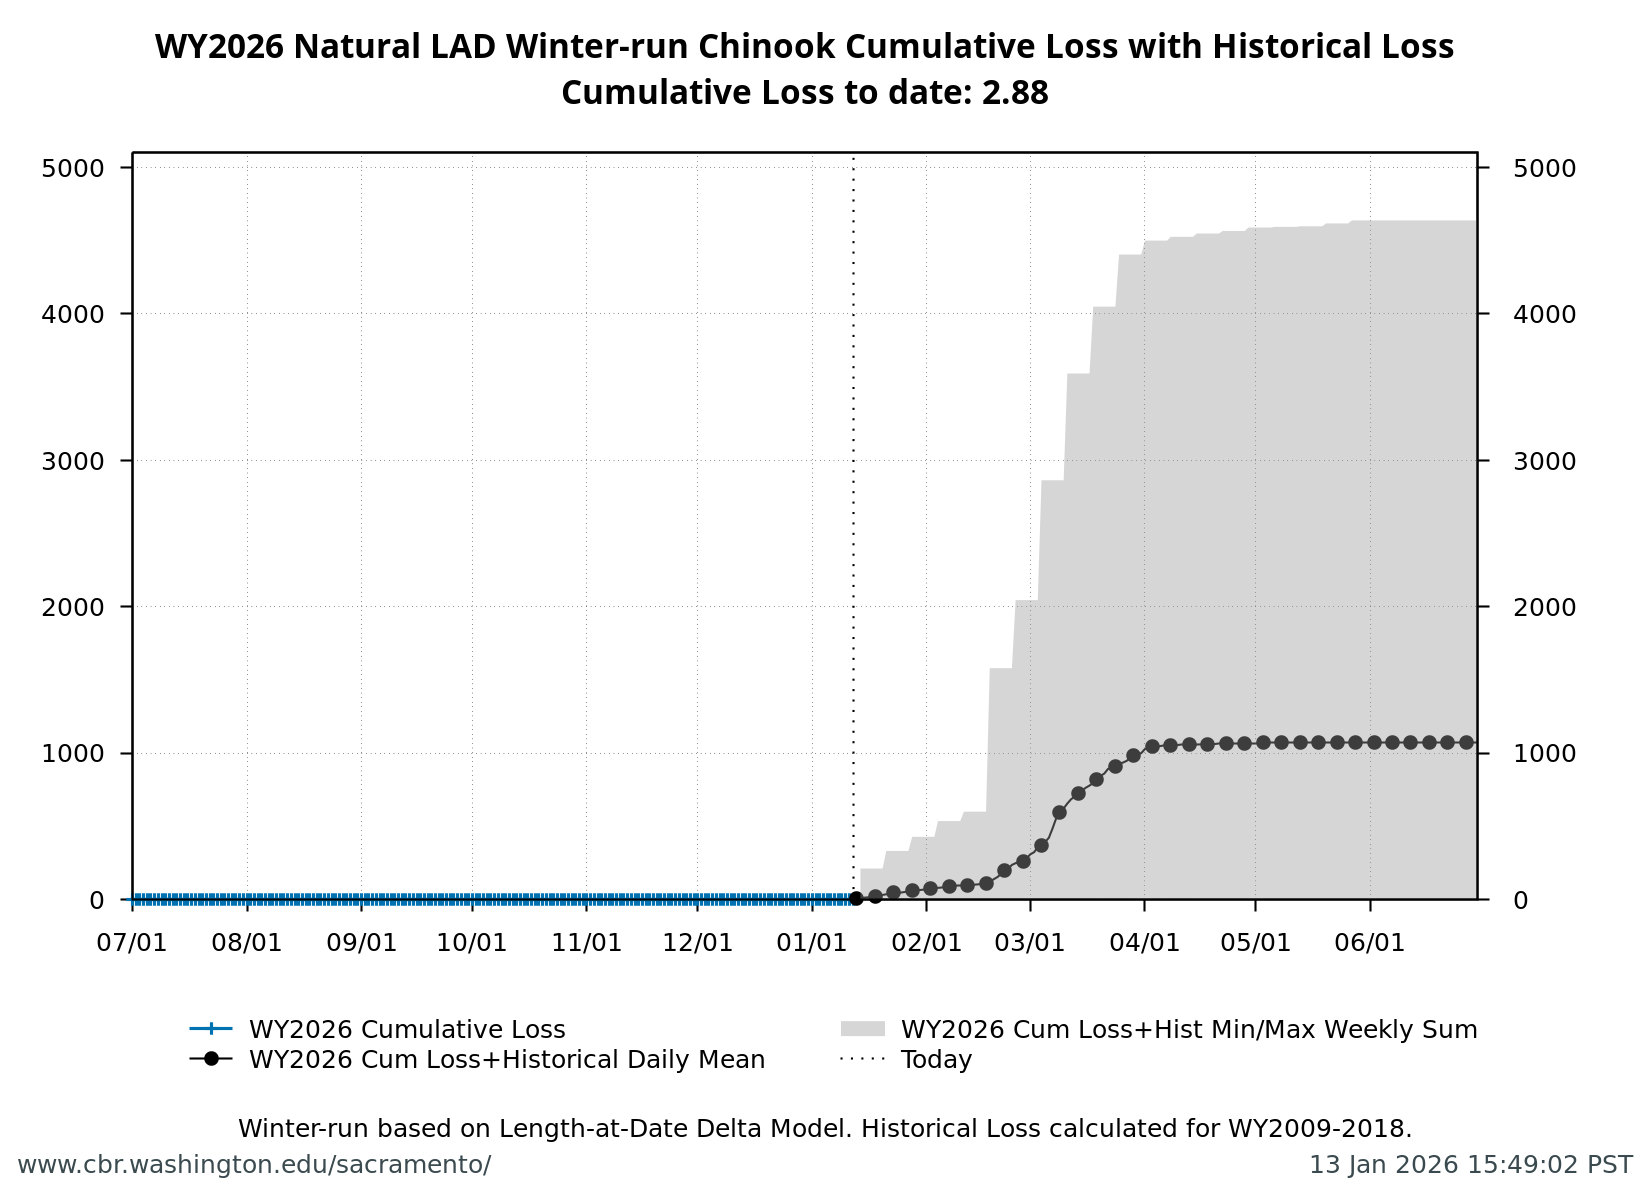 WY2026 Natural LAD Winter-run Chinook Cumulative Loss with Historical Loss
Cumulative Loss to date: 2.88
5000 5000
4000 4000
3000 3000
2000 2000
1000 1000
0 0
07/01 08/01 09/01 10/01 11/01 12/01 01/01 02/01 03/01 04/01 05/01 06/01
WY2026 Cumulative Loss WY2026 Cum Loss+Hist Min/Max Weekly Sum
WY2026 Cum Loss+Historical Daily Mean Today
Winter-run based on Length-at-Date Delta Model. Historical Loss calculated for WY2009-2018.
www.cbr.washington.edu/sacramento/ 13 Jan 2026 15:49:02 PST